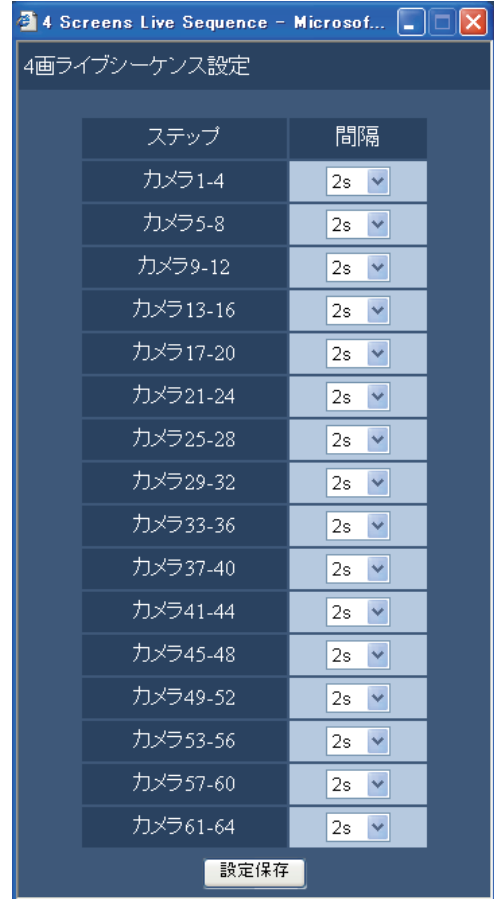 4 Screens Live Sequence - Microsof...
4画ライブシーケンス設定
ステップ 間隔
カメラ1-4 2s
カメラ5-8 2s
カメラ9-12 2s
カメラ13-16 2s
カメラ17-20 2s
カメラ21-24 2s
カメラ25-28 2s
カメラ29-32 2s
カメラ33-36 2s
カメラ37-40 2s
カメラ41-44 2s
カメラ45-48 2s
カメラ49-52 2s
カメラ53-56 2s
カメラ57-60 2s
カメラ61-64 2s
設定保存